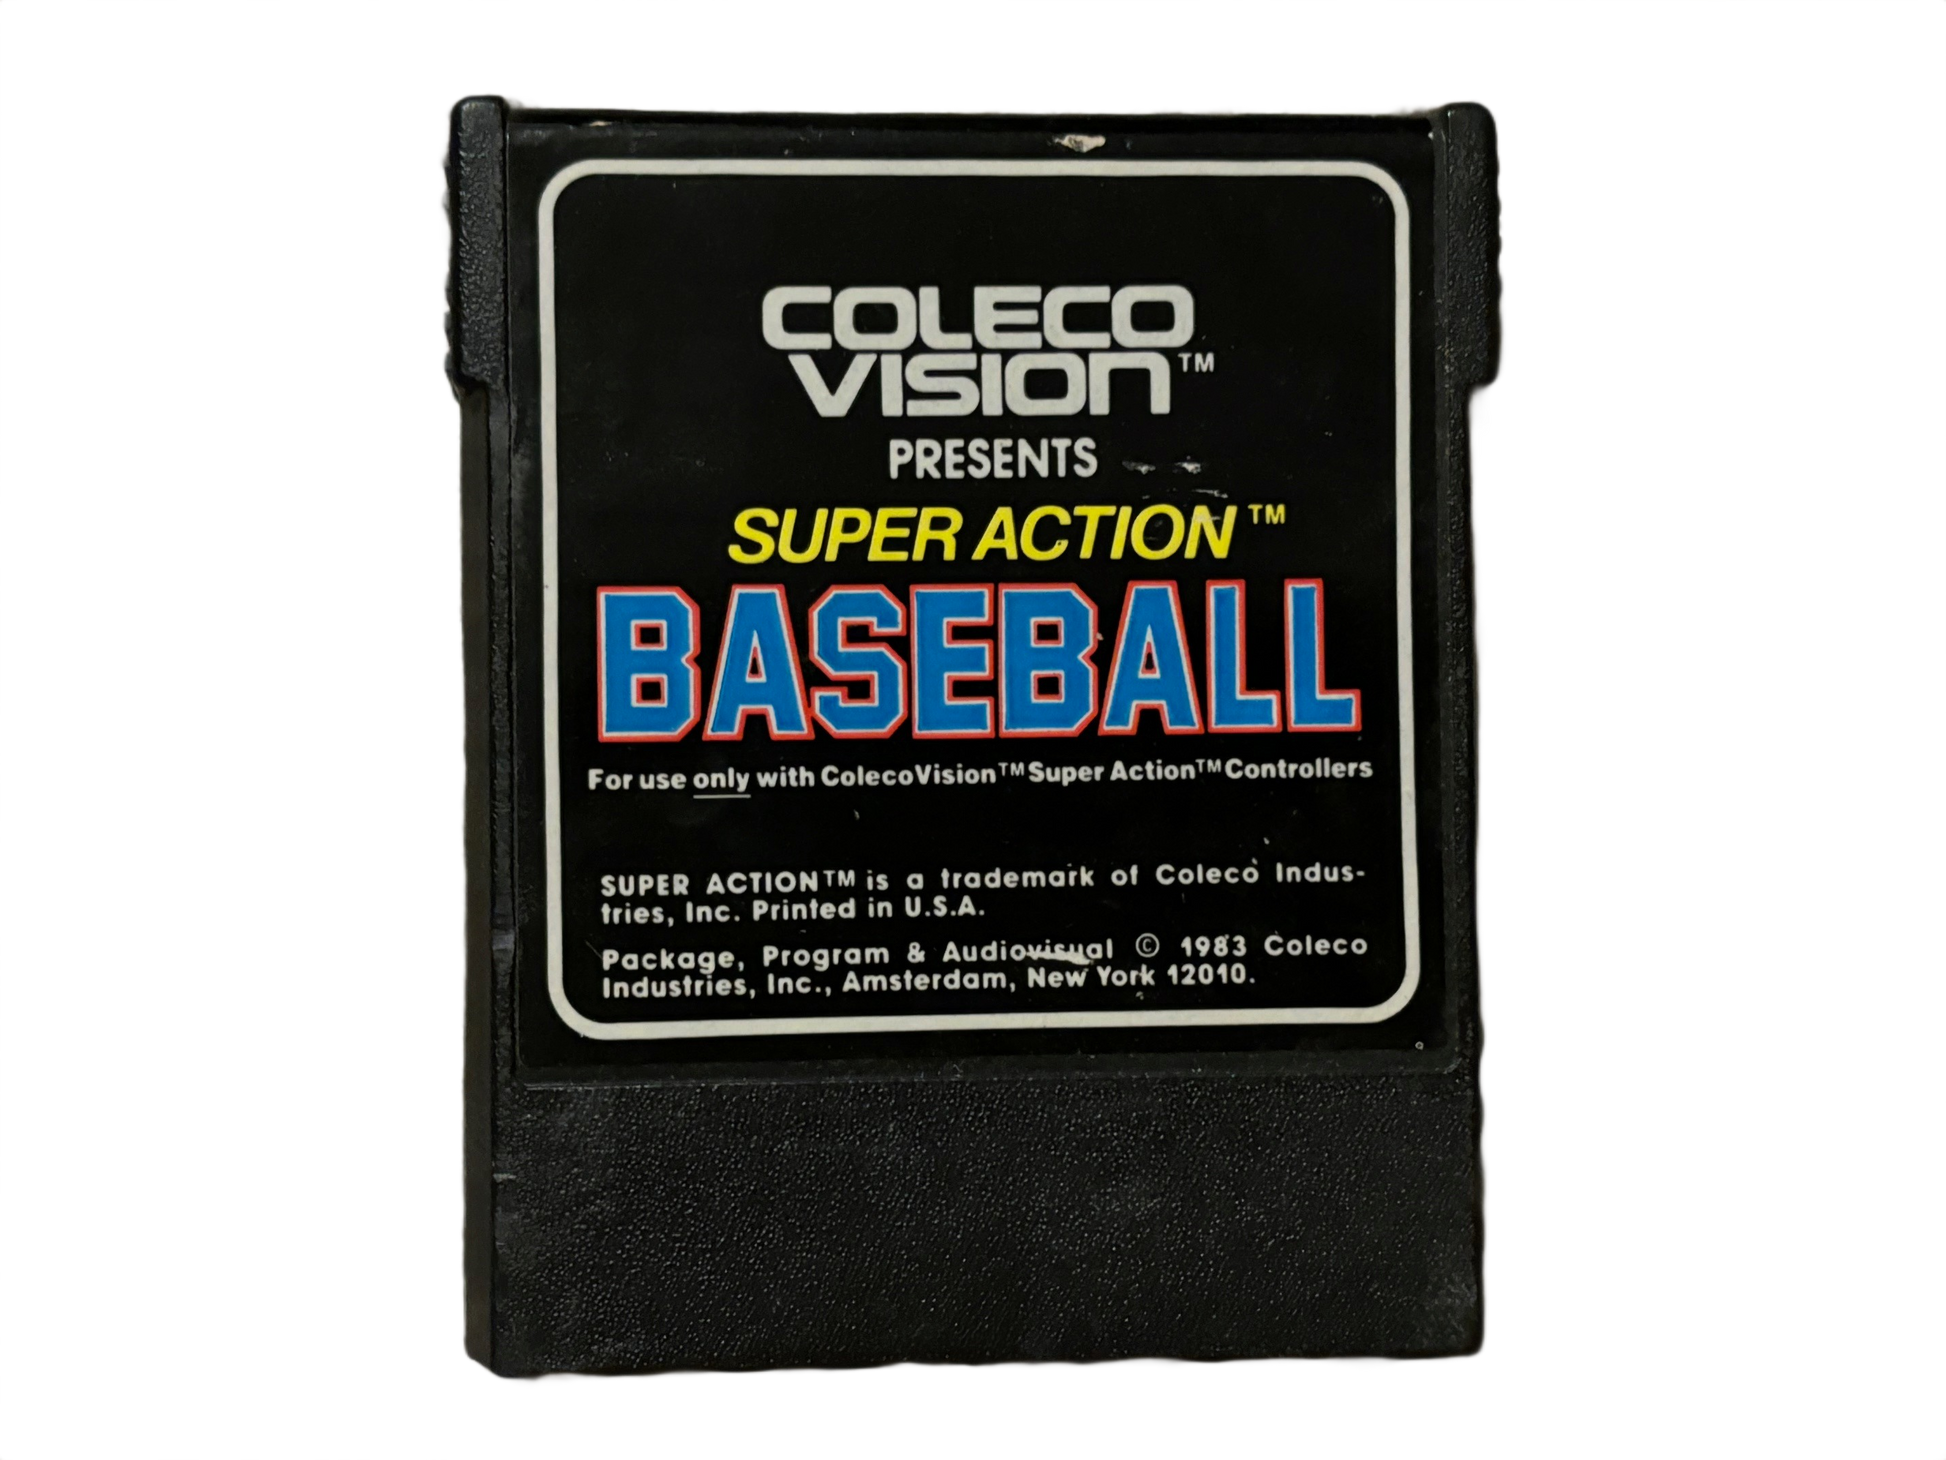 COLECO
VISION™
PRESENTS
SUPER ACTION™
BASEBALL
For use only with ColecoVision™ Super Action™ Controllers
SUPER ACTION™ is a trademark of Coleco Indus-
tries, Inc. Printed in U.S.A.
Package, Program & Audiovisual © 1983 Coleco
Industries, Inc., Amsterdam, New York 12010.